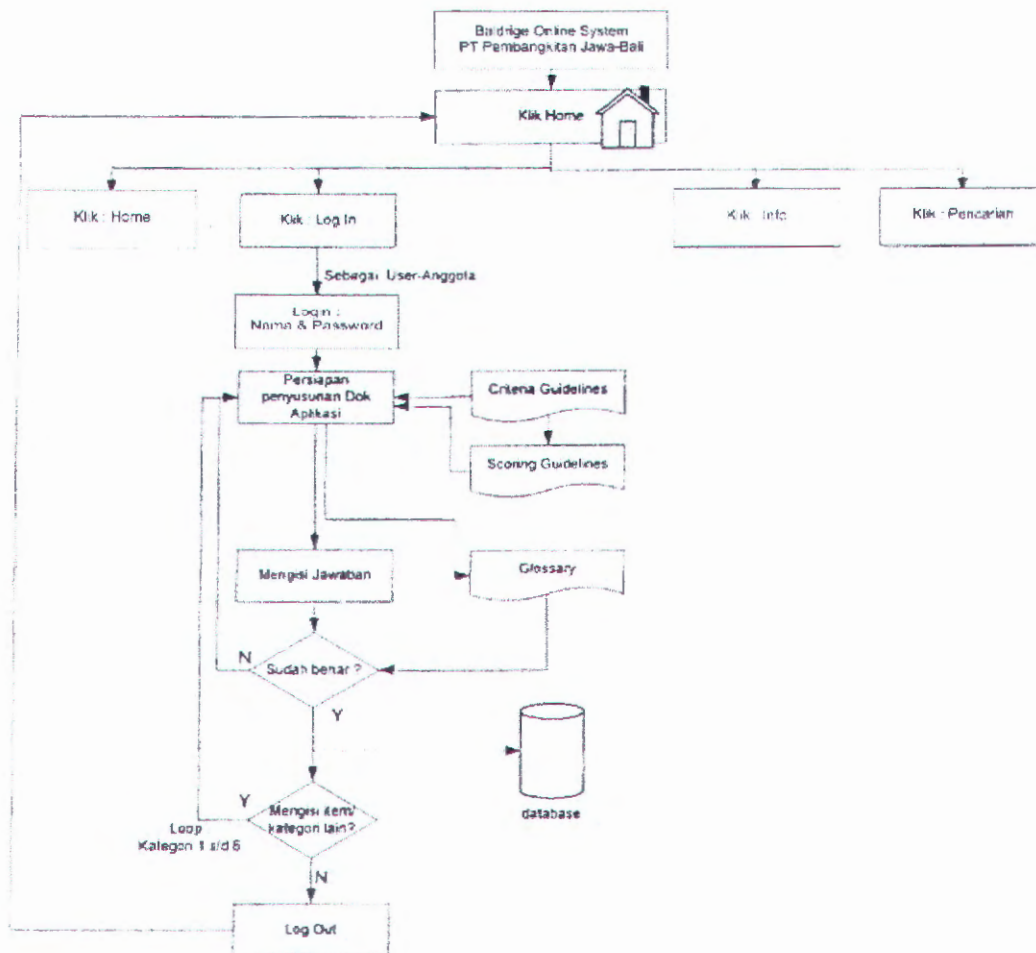 Baldrige Online System
PT Pembangkitan Jawa-Bali
Klik Home
Klik : Home
Klik : Log In
Klik : Info
Klik : Pencarian
Sebagai User-Anggota
Login :
Nama & Password
Persiapan
penyusunan Dok
Aplikasi
Criteria Guidelines
Scoring Guidelines
Mengisi Jawaban
Glossary
N
Sudah benar ?
Y
database
Y
Mengisi item/
kategori lain?
Loop
Kategori 1 s/d 6
N
Log Out